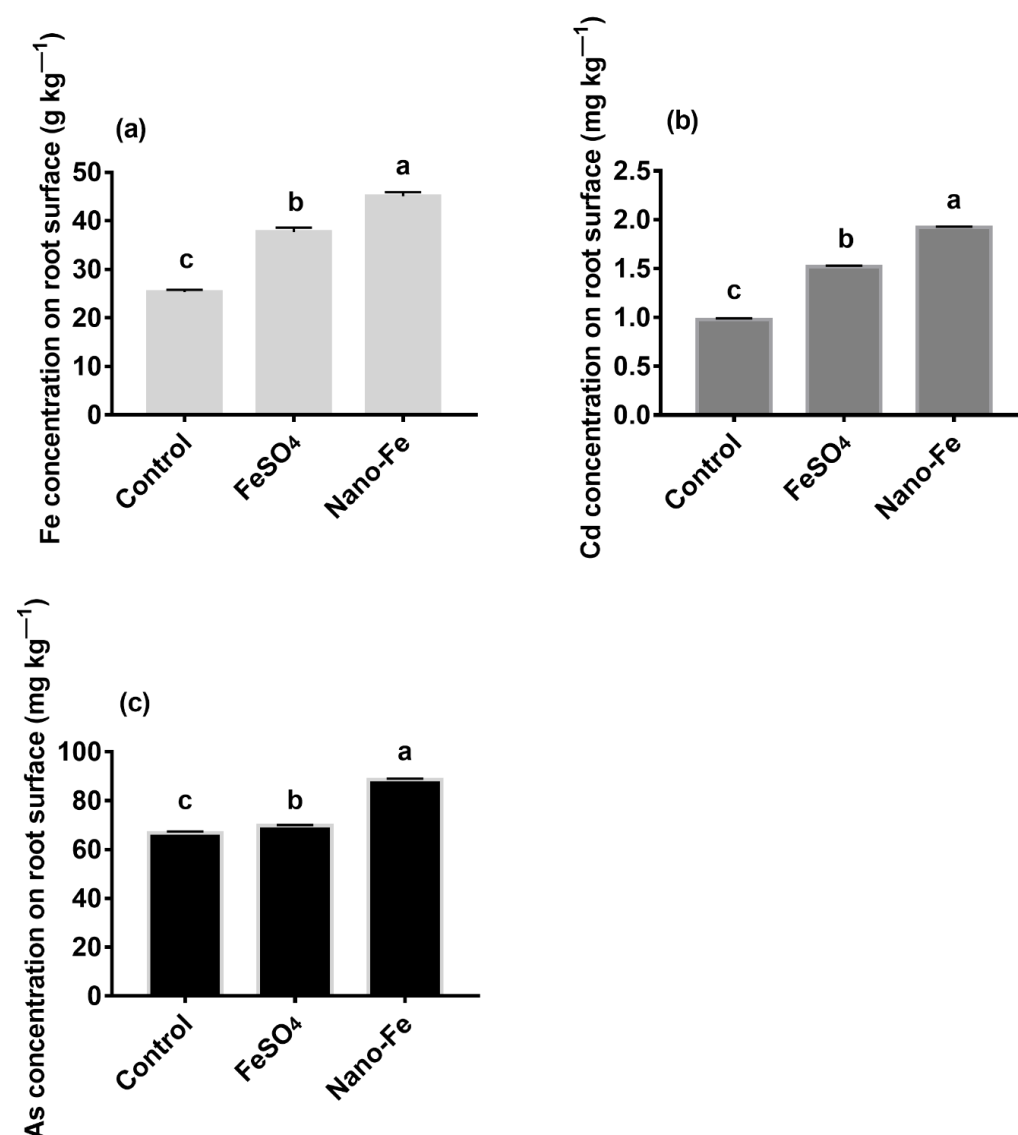 (a)
Fe concentration on root surface (g kg—1)
50
40
30
20
10
0
c
b
a
Control
FeSO4
Nano-Fe
(b)
Cd concentration on root surface (mg kg—1)
2.5
2.0
1.5
1.0
0.5
0.0
c
b
a
Control
FeSO4
Nano-Fe
(c)
As concentration on root surface (mg kg—1)
100
80
60
40
20
0
c
b
a
Control
FeSO4
Nano-Fe